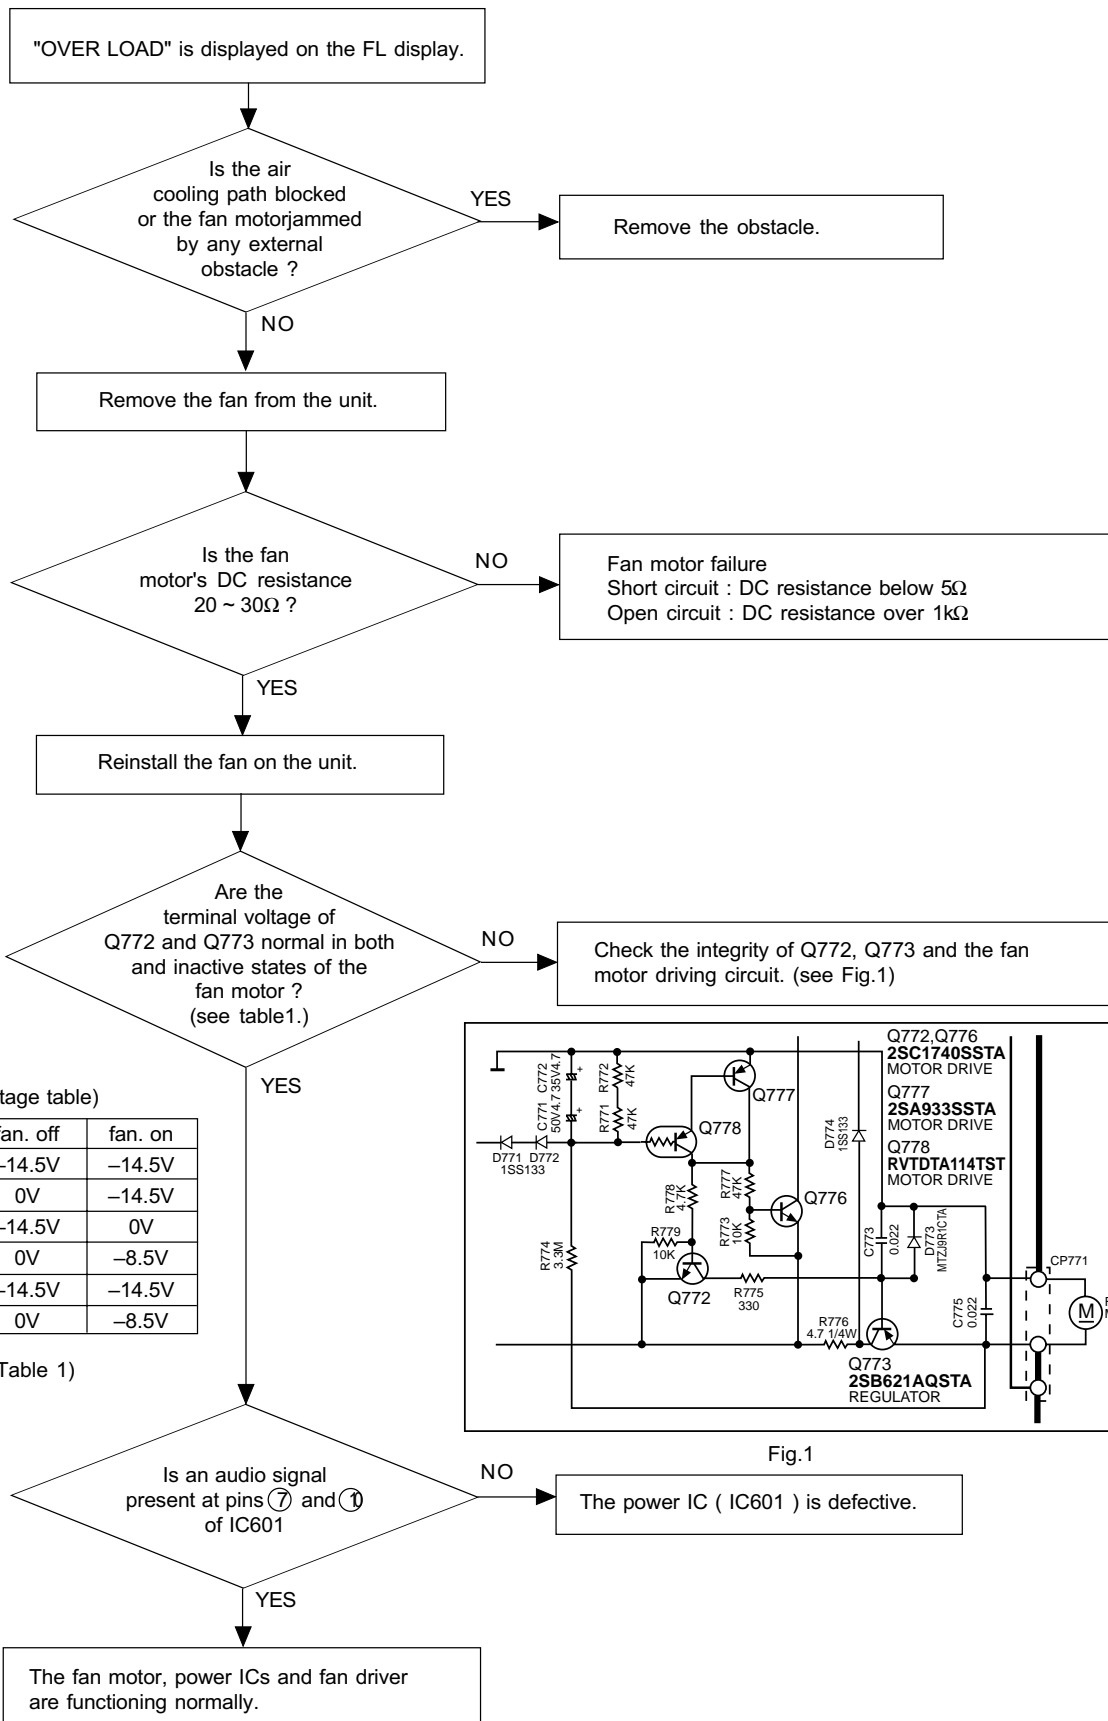 "OVER LOAD" is displayed on the FL display.
Is the air
cooling path blocked
or the fan motorjammed
by any external
obstacle ?
YES
Remove the obstacle.
NO
Remove the fan from the unit.
Is the fan
motor's DC resistance
20 ~ 30Ω ?
NO
Fan motor failure
Short circuit : DC resistance below 5Ω
Open circuit : DC resistance over 1kΩ
YES
Reinstall the fan on the unit.
Are the
terminal voltage of
Q772 and Q773 normal in both
and inactive states of the
fan motor ?
(see table1.)
NO
Check the integrity of Q772, Q773 and the fan
motor driving circuit. (see Fig.1)
YES
tage table)
fan. off fan. on
–14.5V –14.5V
0V –14.5V
–14.5V 0V
0V –8.5V
–14.5V –14.5V
0V –8.5V
Table 1)
C772
35V4.7
C771
50V4.7
R772
47K
R771
47K
D771 D772
1SS133
Q777
Q778
R778
4.7K
R777
47K
R773
10K
Q776
R779
10K
R774
3.3M
Q772
R775
330
D774
1SS133
Q772,Q776
2SC1740SSTA
MOTOR DRIVE
Q777
2SA933SSTA
MOTOR DRIVE
Q778
RVTDTA114TST
MOTOR DRIVE
C773
0.022
D773
MTZJ9R1CTA
C775
0.022
CP771
M
R776
4.7 1/4W
Q773
2SB621AQSTA
REGULATOR
Fig.1
Is an audio signal
present at pins 7 and 10
of IC601
NO
The power IC ( IC601 ) is defective.
YES
The fan motor, power ICs and fan driver
are functioning normally.